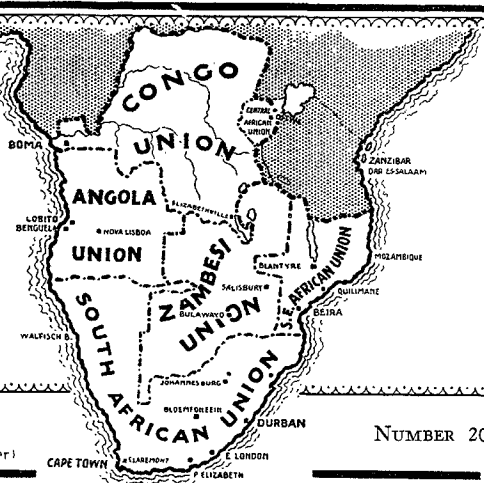 CONGO
UNION
CENTRAL
AFRICAN
UNION
BOMA
ZANZIBAR
DAR ES-SALAAM
ANGOLA
UNION
ELIZABETHVILLE
LOBITO
BENGUELA
NOVA LISBOA
ZAMBESI
UNION
BLANTYRE
MOZAMBIQUE
SALISBURY
S.E. AFRICAN UNION
QUILIMANE
BULAWAYO
BEIRA
SOUTH AFRICAN UNION
WALFISCH B.
JOHANNESBURG
BLOEMFONTEIN
DURBAN
NUMBER 20
CAPE TOWN
CLAREMONT
E. LONDON
P. ELIZABETH